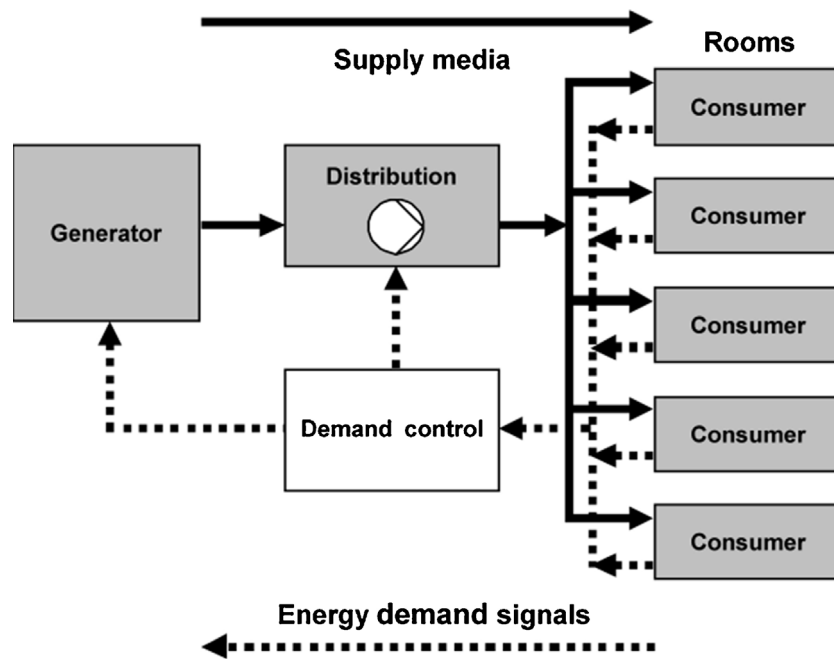 Supply media
Rooms
Consumer
Generator
Distribution
Consumer
Consumer
Demand control
Consumer
Consumer
Energy demand signals